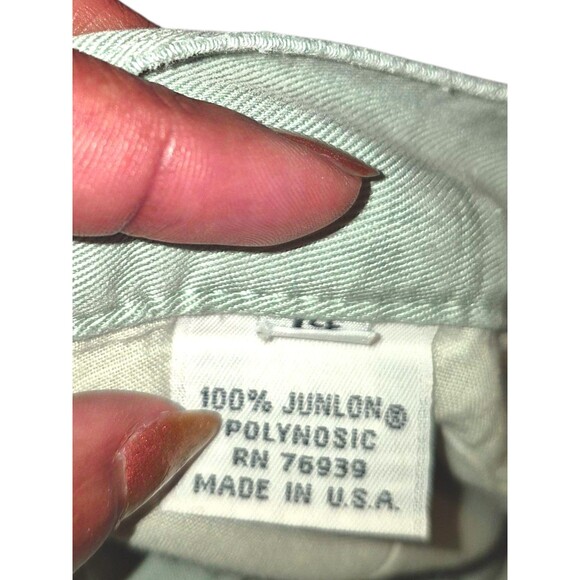 100% JUNLON®
POLYNOSIC
RN 76939
MADE IN U.S.A.